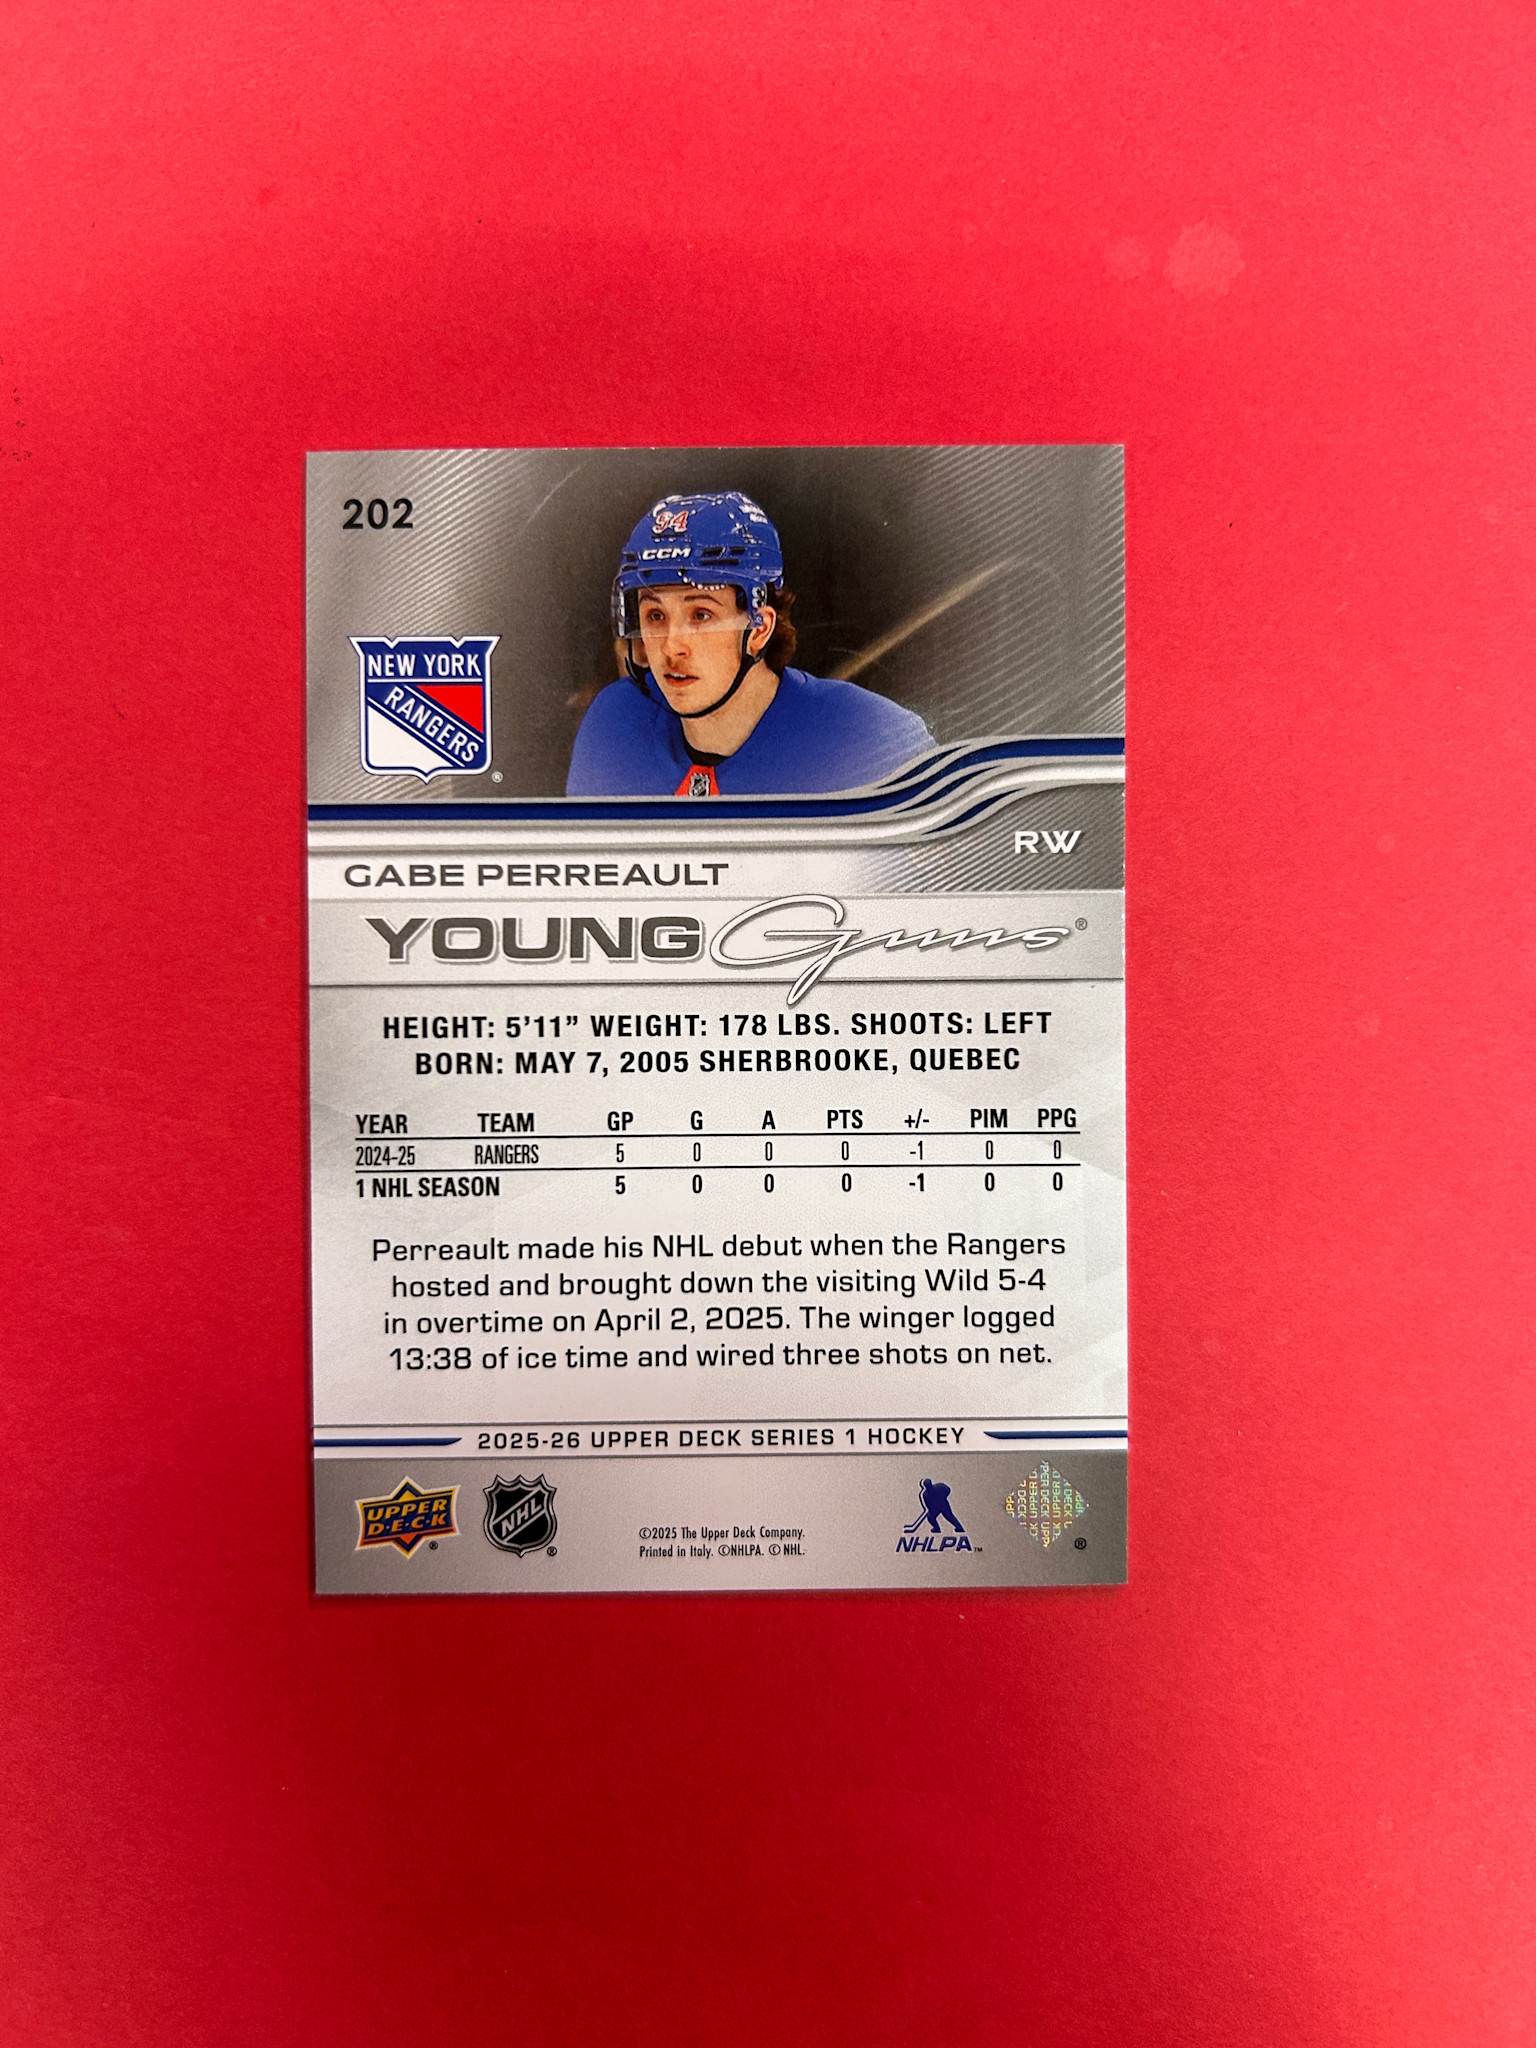 202
94
CCM
NEW YORK
RANGERS
®
RW
GABE PERREAULT
YOUNG Guns®
HEIGHT: 5'11” WEIGHT: 178 LBS. SHOOTS: LEFT
BORN: MAY 7, 2005 SHERBROOKE, QUEBEC
YEAR TEAM GP G A PTS +/- PIM PPG
2024-25 RANGERS 5 0 0 0 -1 0 0
1 NHL SEASON 5 0 0 0 -1 0 0
Perreault made his NHL debut when the Rangers
hosted and brought down the visiting Wild 5-4
in overtime on April 2, 2025. The winger logged
13:38 of ice time and wired three shots on net.
2025-26 UPPER DECK SERIES 1 HOCKEY
UPPER
D·E·C·K®
NHL®
©2025 The Upper Deck Company.
Printed in Italy. ©NHLPA. © NHL.
NHLPA™
UPPER DECK
®